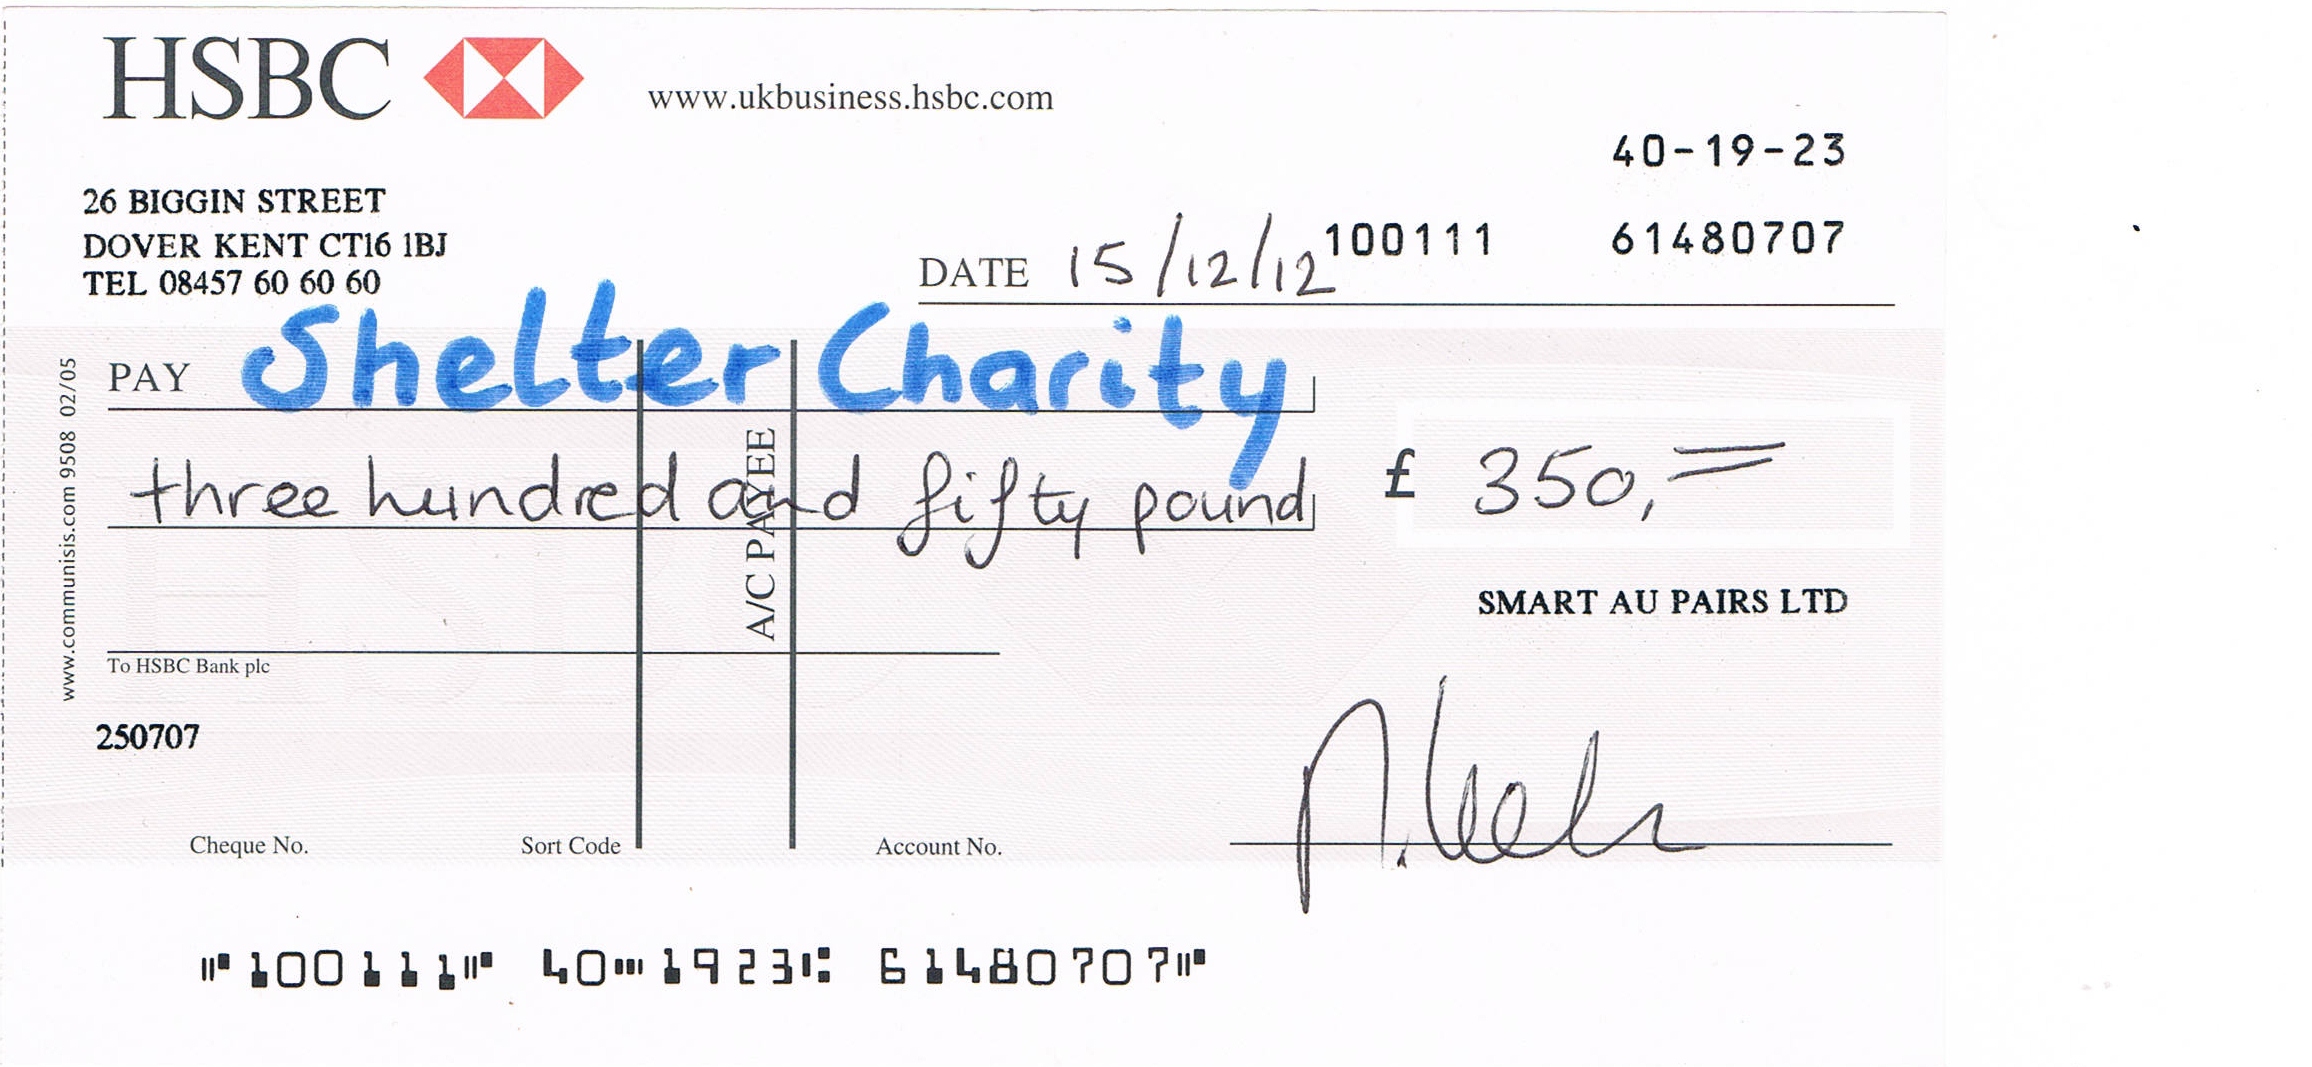 HSBC www.ukbusiness.hsbc.com
40-19-23
26 BIGGIN STREET
DOVER KENT CT16 1BJ
TEL 08457 60 60 60
DATE 15/12/12 100111 61480707
PAY Shelter Charity
three hundred and fifty pound £ 350,=
A/C PAYEE
SMART AU PAIRS LTD
www.communisis.com 9508 02/05
To HSBC Bank plc
250707
Cheque No. Sort Code Account No.
⑈100111⑈ 40⑉1923⑆ 61480707⑈